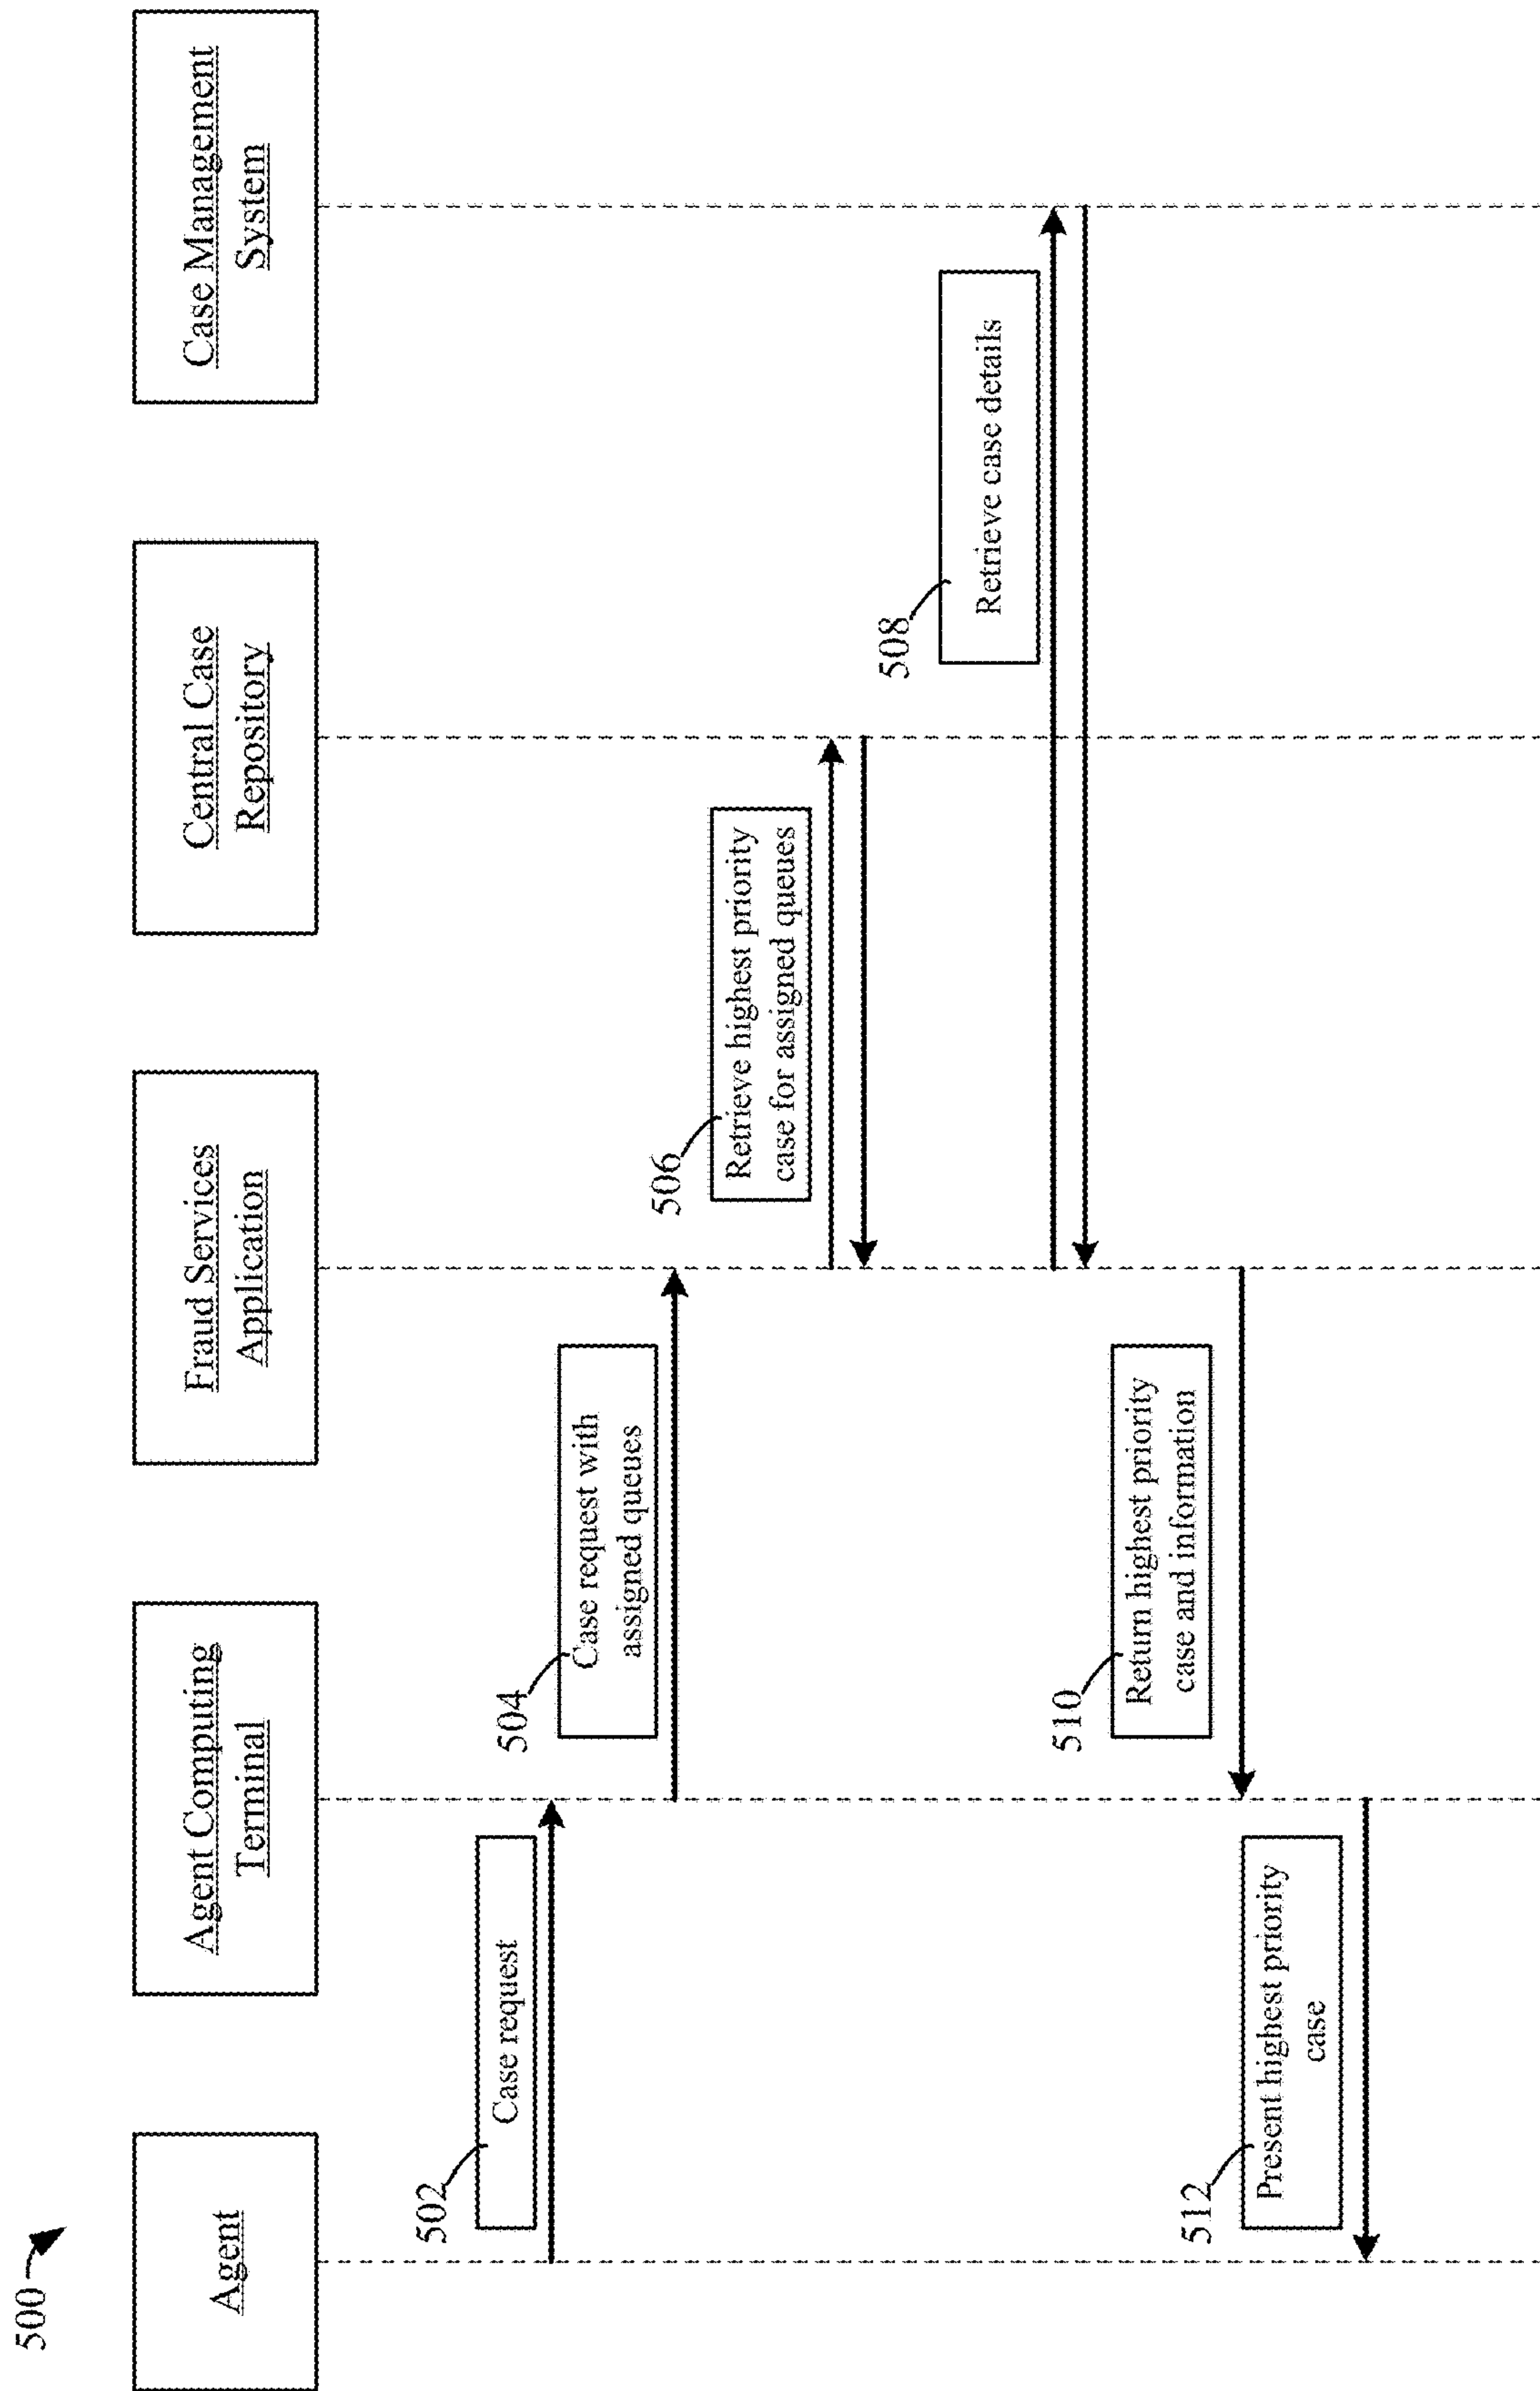 500
Agent
Agent Computing
Terminal
Fraud Services
Application
Central Case
Repository
Case Management
System
502
Case request
504
Case request with
assigned queues
506
Retrieve highest priority
case for assigned queues
508
Retrieve case details
510
Return highest priority
case and information
512
Present highest priority
case